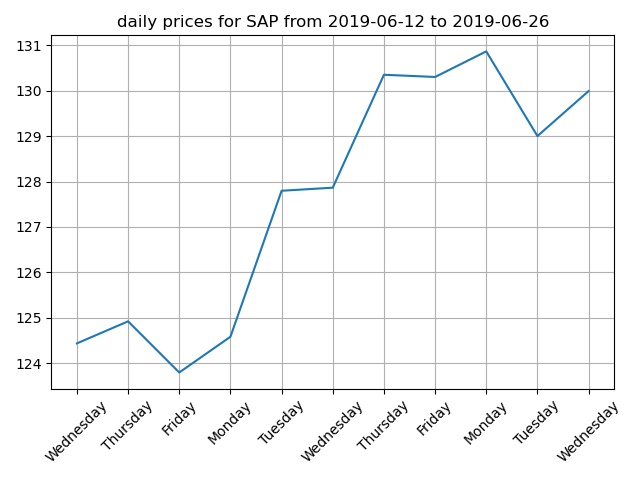 daily prices for SAP from 2019-06-12 to 2019-06-26
131
130
129
128
127
126
125
124
Wednesday
Thursday
Friday
Monday
Tuesday
Wednesday
Thursday
Friday
Monday
Tuesday
Wednesday